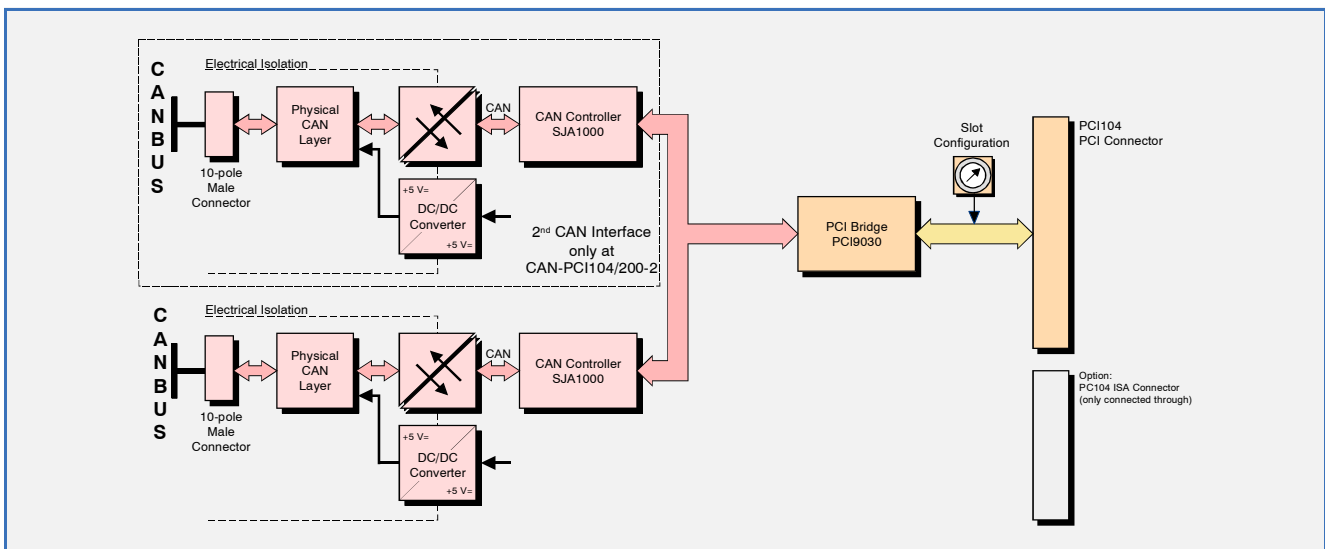 C
A
N
B
U
S
Electrical Isolation
10-pole
Male
Connector
Physical
CAN
Layer
CAN
CAN Controller
SJA1000
+5 V=
DC/DC
Converter
+5 V=
2nd CAN Interface
only at
CAN-PCI104/200-2
C
A
N
B
U
S
Electrical Isolation
10-pole
Male
Connector
Physical
CAN
Layer
CAN
CAN Controller
SJA1000
+5 V=
DC/DC
Converter
+5 V=
PCI Bridge
PCI9030
Slot
Configuration
PCI104
PCI Connector
Option:
PC104 ISA Connector
(only connected through)